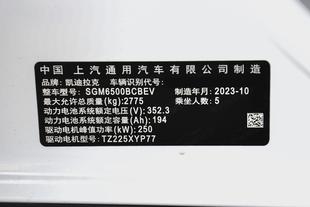 中国 上汽通用汽车有限公司制造
品牌：凯迪拉克 车辆识别代号：
整车型号：SGM6500BCBEV 制造年月：2023-10
最大允许总质量(kg)：2775 乘坐人数：5
动力电池系统额定电压(V)：352.3
动力电池系统额定容量(Ah)：194
驱动电机峰值功率(kW)：250
驱动电机型号：TZ225XYP77